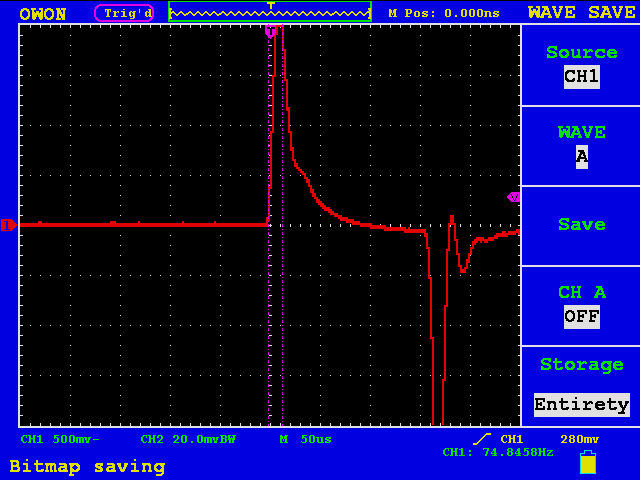 OWON Trig'd T M Pos: 0.000ns WAVE SAVE
T
Source
CH1
WAVE
A
1
Save
CH A
OFF
Storage
Entirety
CH1 500mv- CH2 20.0mvBW M 50us CH1 280mv
CH1: 74.8458Hz
Bitmap saving